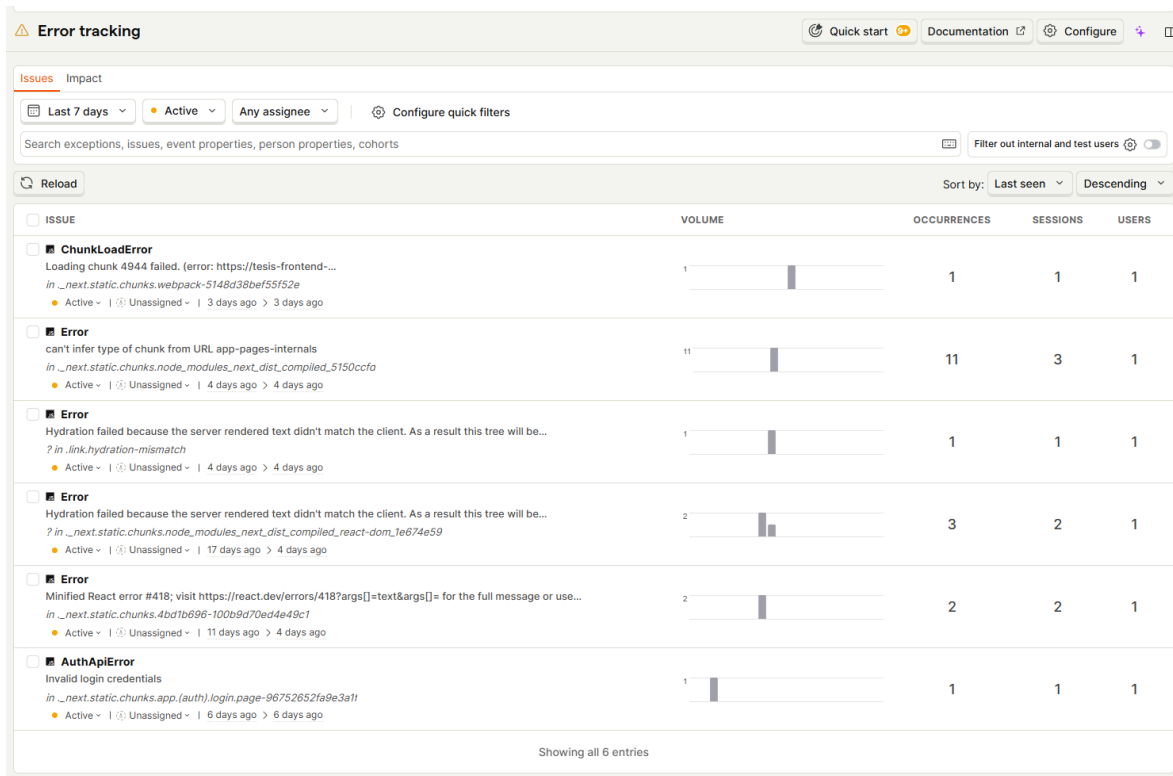 Error tracking
Quick start 9+ Documentation Configure
Issues Impact
Last 7 days Active Any assignee Configure quick filters
Search exceptions, issues, event properties, person properties, cohorts Filter out internal and test users
Reload Sort by: Last seen Descending
ISSUE VOLUME OCCURRENCES SESSIONS USERS
ChunkLoadError
Loading chunk 4944 failed. (error: https://tesis-frontend-...
in ._next.static.chunks.webpack-5148d38bef55f52e
Active | Unassigned | 3 days ago > 3 days ago
1 1 1 1
Error
can't infer type of chunk from URL app-pages-internals
in ._next.static.chunks.node_modules_next_dist_compiled_5150ccfd
Active | Unassigned | 4 days ago > 4 days ago
11 11 3 1
Error
Hydration failed because the server rendered text didn't match the client. As a result this tree will be...
? in .link.hydration-mismatch
Active | Unassigned | 4 days ago > 4 days ago
1 1 1 1
Error
Hydration failed because the server rendered text didn't match the client. As a result this tree will be...
? in ._next.static.chunks.node_modules_next_dist_compiled_react-dom_1e674e59
Active | Unassigned | 17 days ago > 4 days ago
2 3 2 1
Error
Minified React error #418; visit https://react.dev/errors/418?args[]=text&args[]= for the full message or use...
in ._next.static.chunks.4bd1b696-100b9d70ed4e49c1
Active | Unassigned | 11 days ago > 4 days ago
2 2 2 1
AuthApiError
Invalid login credentials
in ._next.static.chunks.app.(auth).login.page-96752652fa9e3a1f
Active | Unassigned | 6 days ago > 6 days ago
1 1 1 1
Showing all 6 entries